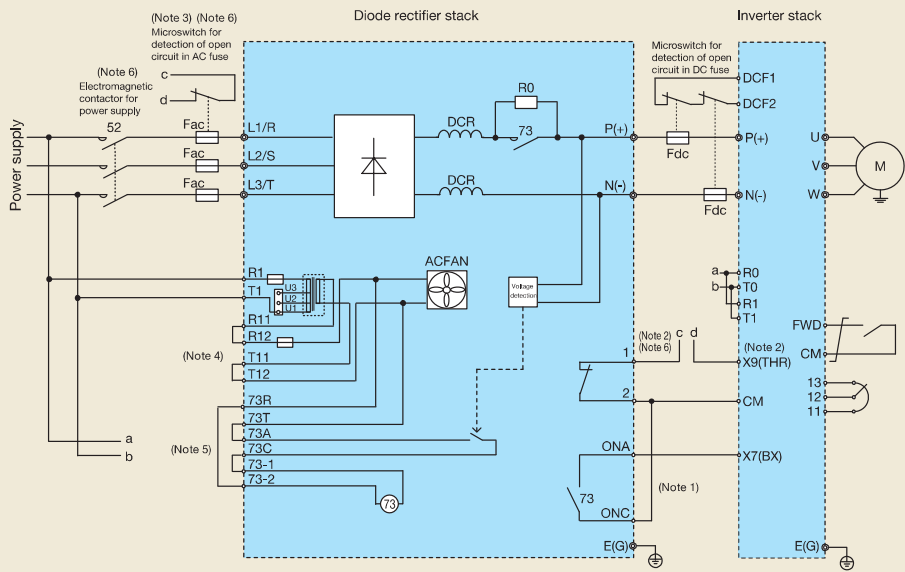 Diode rectifier stack
Inverter stack
(Note 3) (Note 6)
Microswitch for
detection of open
circuit in AC fuse
c
d
(Note 6)
Electromagnetic
contactor for
power supply
52
Power supply
Fac
Fac
Fac
L1/R
L2/S
L3/T
DCR
DCR
R0
73
P(+)
N(-)
Microswitch for
detection of open
circuit in DC fuse
Fdc
Fdc
DCF1
DCF2
P(+)
N(-)
U
V
W
M
R1
T1
U3
U2
U1
R11
R12
T11
T12
(Note 4)
ACFAN
Voltage
detection
73R
73T
73A
73C
73-1
73-2
(Note 5)
73
a
b
1
2
(Note 2)
(Note 6)
c
d
ONA
73
ONC
(Note 1)
E(G)
a
b
R0
T0
R1
T1
(Note 2)
X9(THR)
CM
X7(BX)
FWD
CM
13
12
11
E(G)